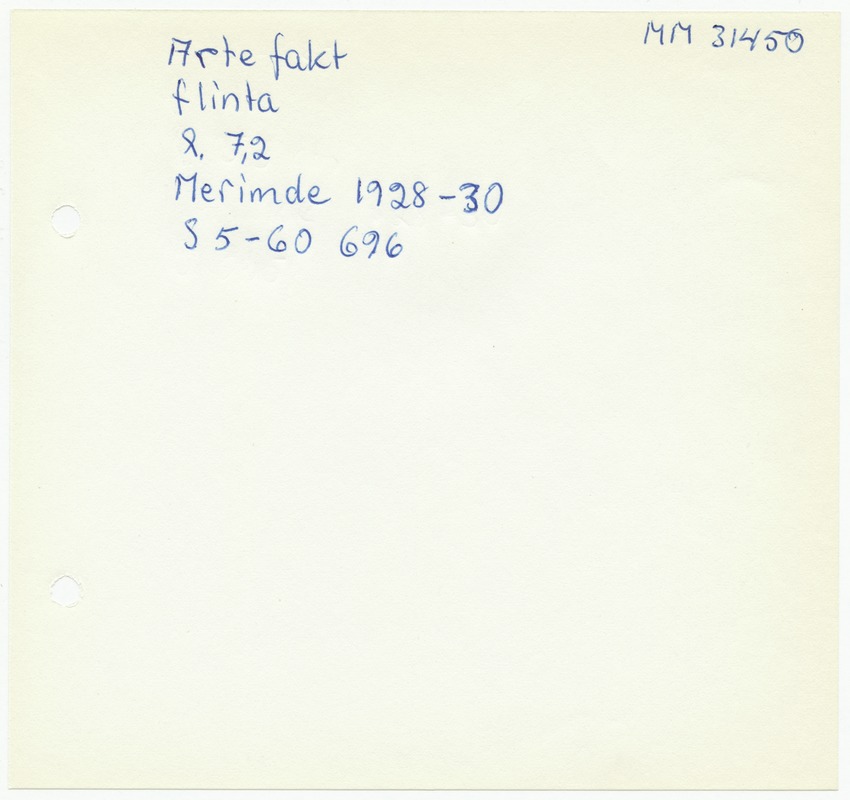 MM 31450
Artefakt
flinta
l. 7,2
Merimde 1928-30
S 5-60 696